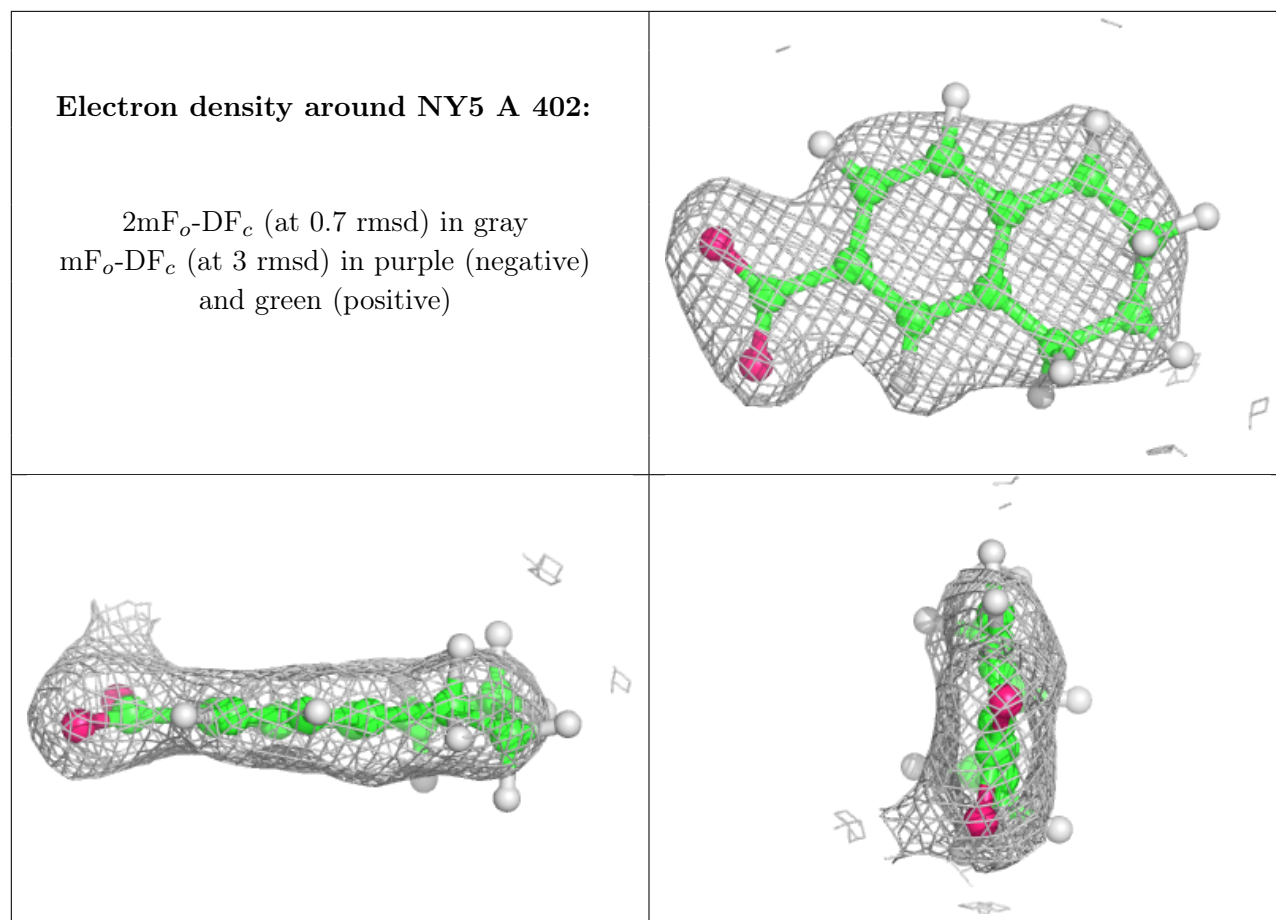 Electron density around NY5 A 402:
2mFo-DFc (at 0.7 rmsd) in gray
mFo-DFc (at 3 rmsd) in purple (negative)
and green (positive)